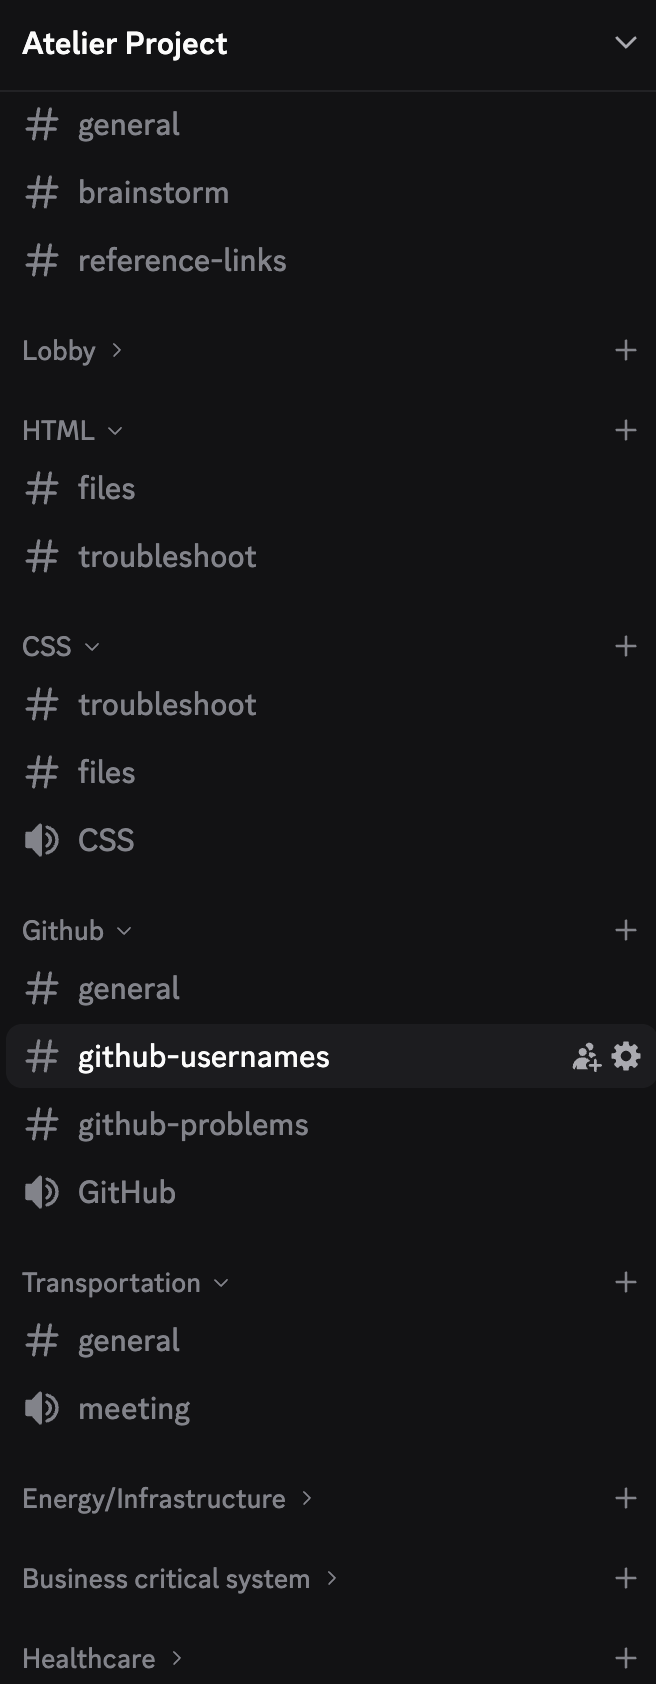 Atelier Project
# general
# brainstorm
# reference-links
Lobby
HTML
# files
# troubleshoot
CSS
# troubleshoot
# files
CSS
Github
# general
# github-usernames
# github-problems
GitHub
Transportation
# general
meeting
Energy/Infrastructure
Business critical system
Healthcare